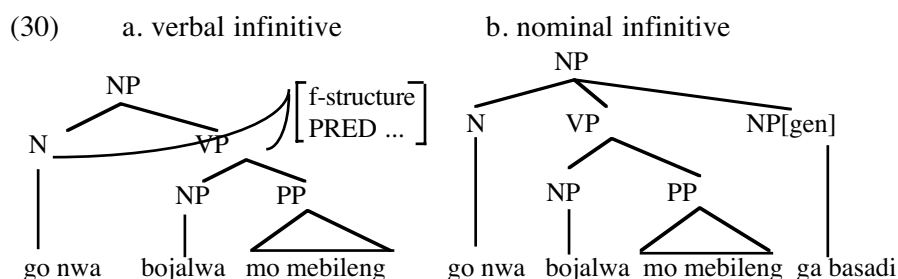 (30) a. verbal infinitive b. nominal infinitive
NP NP
f-structure
PRED ...
N VP N VP NP[gen]
NP PP NP PP
go nwa bojalwa mo mebileng go nwa bojalwa mo mebileng ga basadi